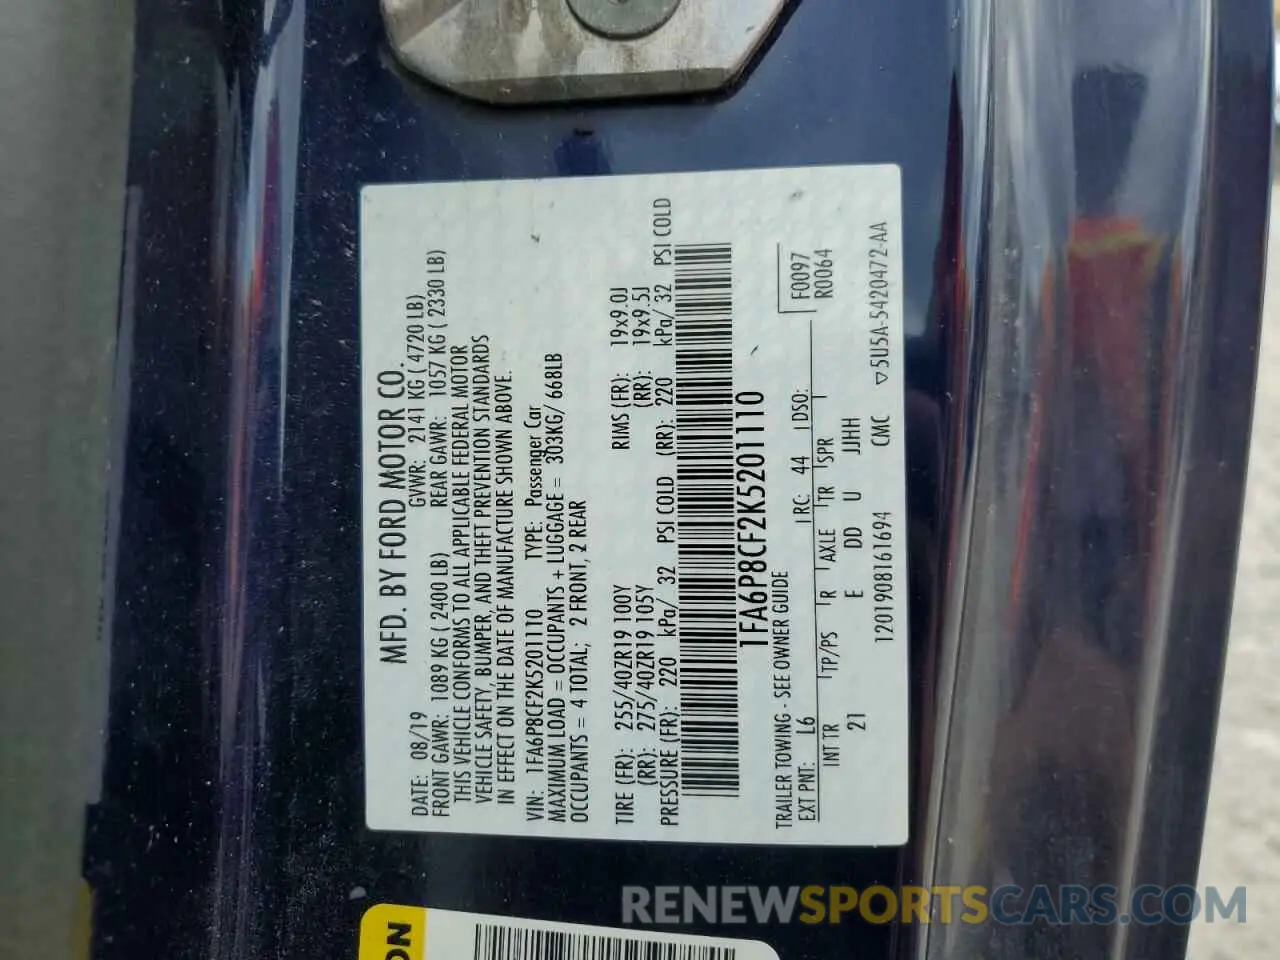 MFD. BY FORD MOTOR CO.
DATE: 08/19 GVWR: 2141 KG ( 4720 LB)
FRONT GAWR: 1089 KG ( 2400 LB) REAR GAWR: 1057 KG ( 2330 LB)
THIS VEHICLE CONFORMS TO ALL APPLICABLE FEDERAL MOTOR
VEHICLE SAFETY, BUMPER, AND THEFT PREVENTION STANDARDS
IN EFFECT ON THE DATE OF MANUFACTURE SHOWN ABOVE.
VIN: 1FA6P8CF2K5201110 TYPE: Passenger Car
MAXIMUM LOAD = OCCUPANTS + LUGGAGE = 303KG/ 668LB
OCCUPANTS = 4 TOTAL; 2 FRONT, 2 REAR
TIRE (FR): 255/40ZR19 100Y RIMS (FR): 19x9.0J
(RR): 275/40ZR19 105Y (RR): 19x9.5J
PRESSURE (FR): 220 kPa/ 32 PSI COLD (RR): 220 kPa/ 32 PSI COLD
1FA6P8CF2K5201110
TRAILER TOWING - SEE OWNER GUIDE
F0097
R0064
EXT PNT: L6 RC: 44 DSO:
INT TR TP/PS R AXLE TR SPR
21 E DD U JJHH
120190816 1694 CMC ▽5U5A-5420472-AA
ON
RENEWSPORTSCARS.COM